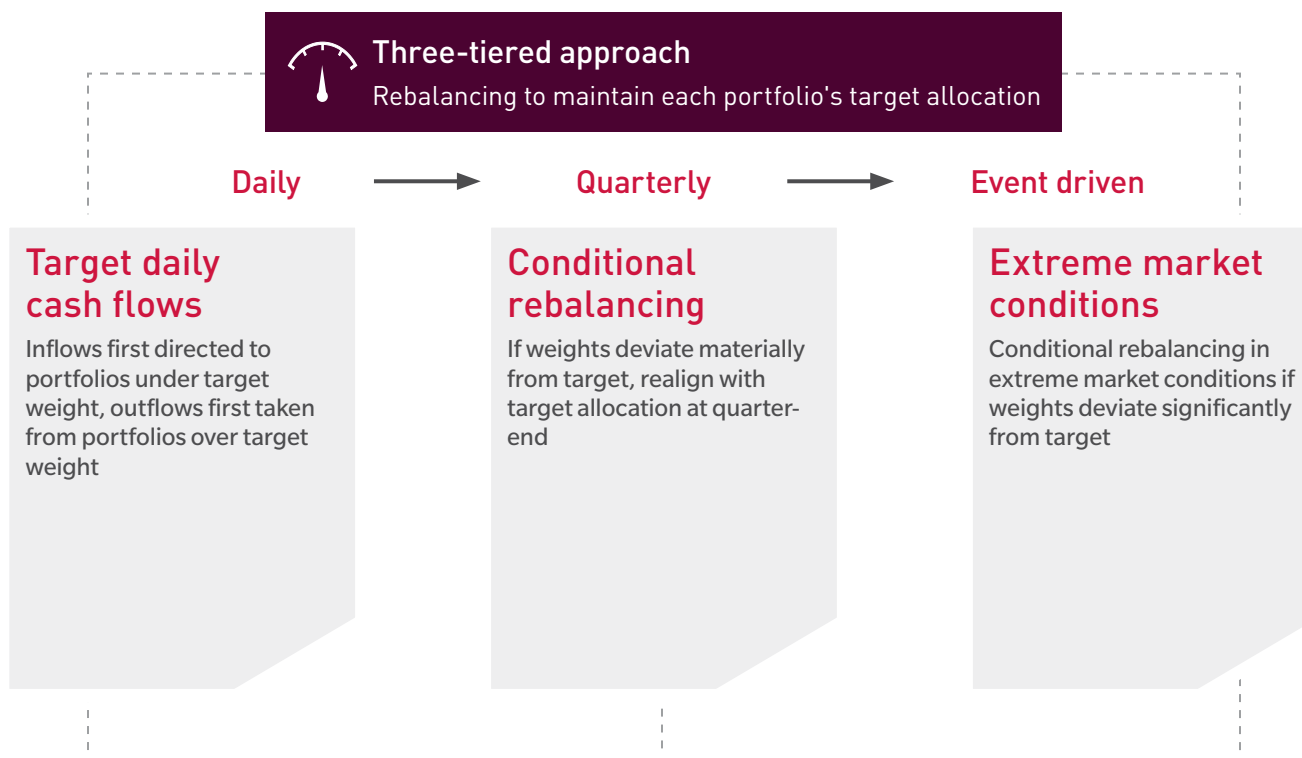 Three-tiered approach
Rebalancing to maintain each portfolio's target allocation
Daily
Quarterly
Event driven
Target daily
cash flows
Inflows first directed to
portfolios under target
weight, outflows first taken
from portfolios over target
weight
Conditional
rebalancing
If weights deviate materially
from target, realign with
target allocation at quarter-
end
Extreme market
conditions
Conditional rebalancing in
extreme market conditions if
weights deviate significantly
from target